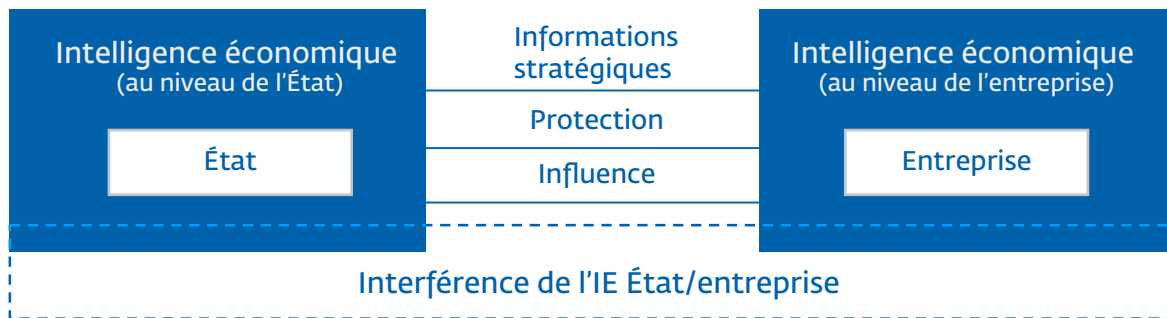 Intelligence économique
(au niveau de l'État)
État
Informations
stratégiques
Protection
Influence
Intelligence économique
(au niveau de l'entreprise)
Entreprise
Interférence de l'IE État/entreprise